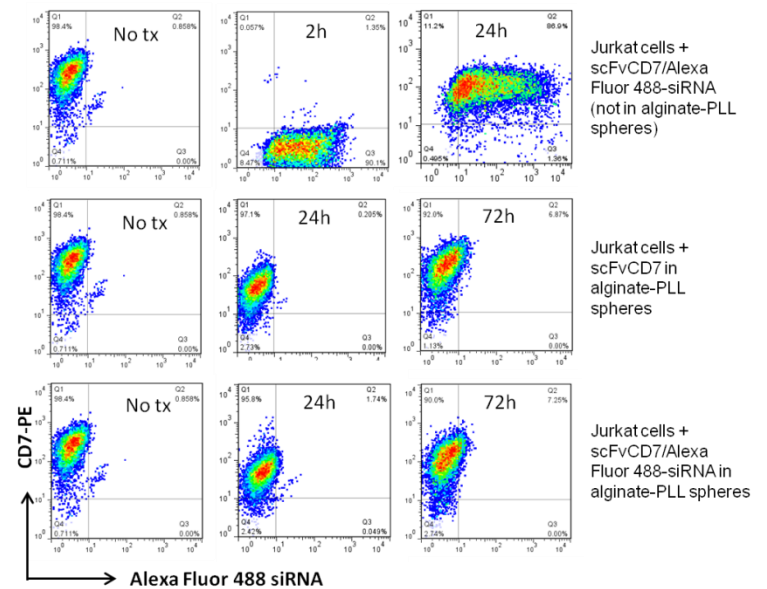 Q1
98.4%
Q2
0.858%
No tx
Q4
0.711%
Q3
0.00%
Q1
0.057%
Q2
1.35%
2h
Q4
8.47%
Q3
90.1%
Q1
11.2%
Q2
86.9%
24h
Q4
0.495%
Q3
1.36%
Jurkat cells +
scFvCD7/Alexa
Fluor 488-siRNA
(not in alginate-PLL
spheres)
Q1
98.4%
Q2
0.858%
No tx
Q4
0.711%
Q3
0.00%
Q1
97.1%
Q2
0.205%
24h
Q4
2.73%
Q3
0.00%
Q1
92.0%
Q2
6.87%
72h
Q4
1.13%
Q3
0.00%
Jurkat cells +
scFvCD7 in
alginate-PLL
spheres
Q1
98.4%
Q2
0.858%
No tx
Q4
0.711%
Q3
0.00%
Q1
95.8%
Q2
1.74%
24h
Q4
2.42%
Q3
0.049%
Q1
90.0%
Q2
7.25%
72h
Q4
2.74%
Q3
0.00%
Jurkat cells +
scFvCD7/Alexa
Fluor 488-siRNA in
alginate-PLL spheres
CD7-PE
Alexa Fluor 488 siRNA